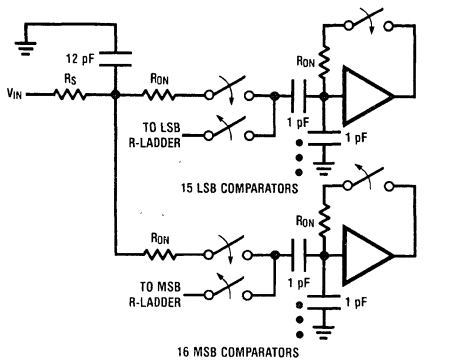 12 pF
VIN
RS
RON
RON
TO LSB
R-LADDER
1 pF
1 pF
15 LSB COMPARATORS
RON
RON
TO MSB
R-LADDER
1 pF
1 pF
16 MSB COMPARATORS